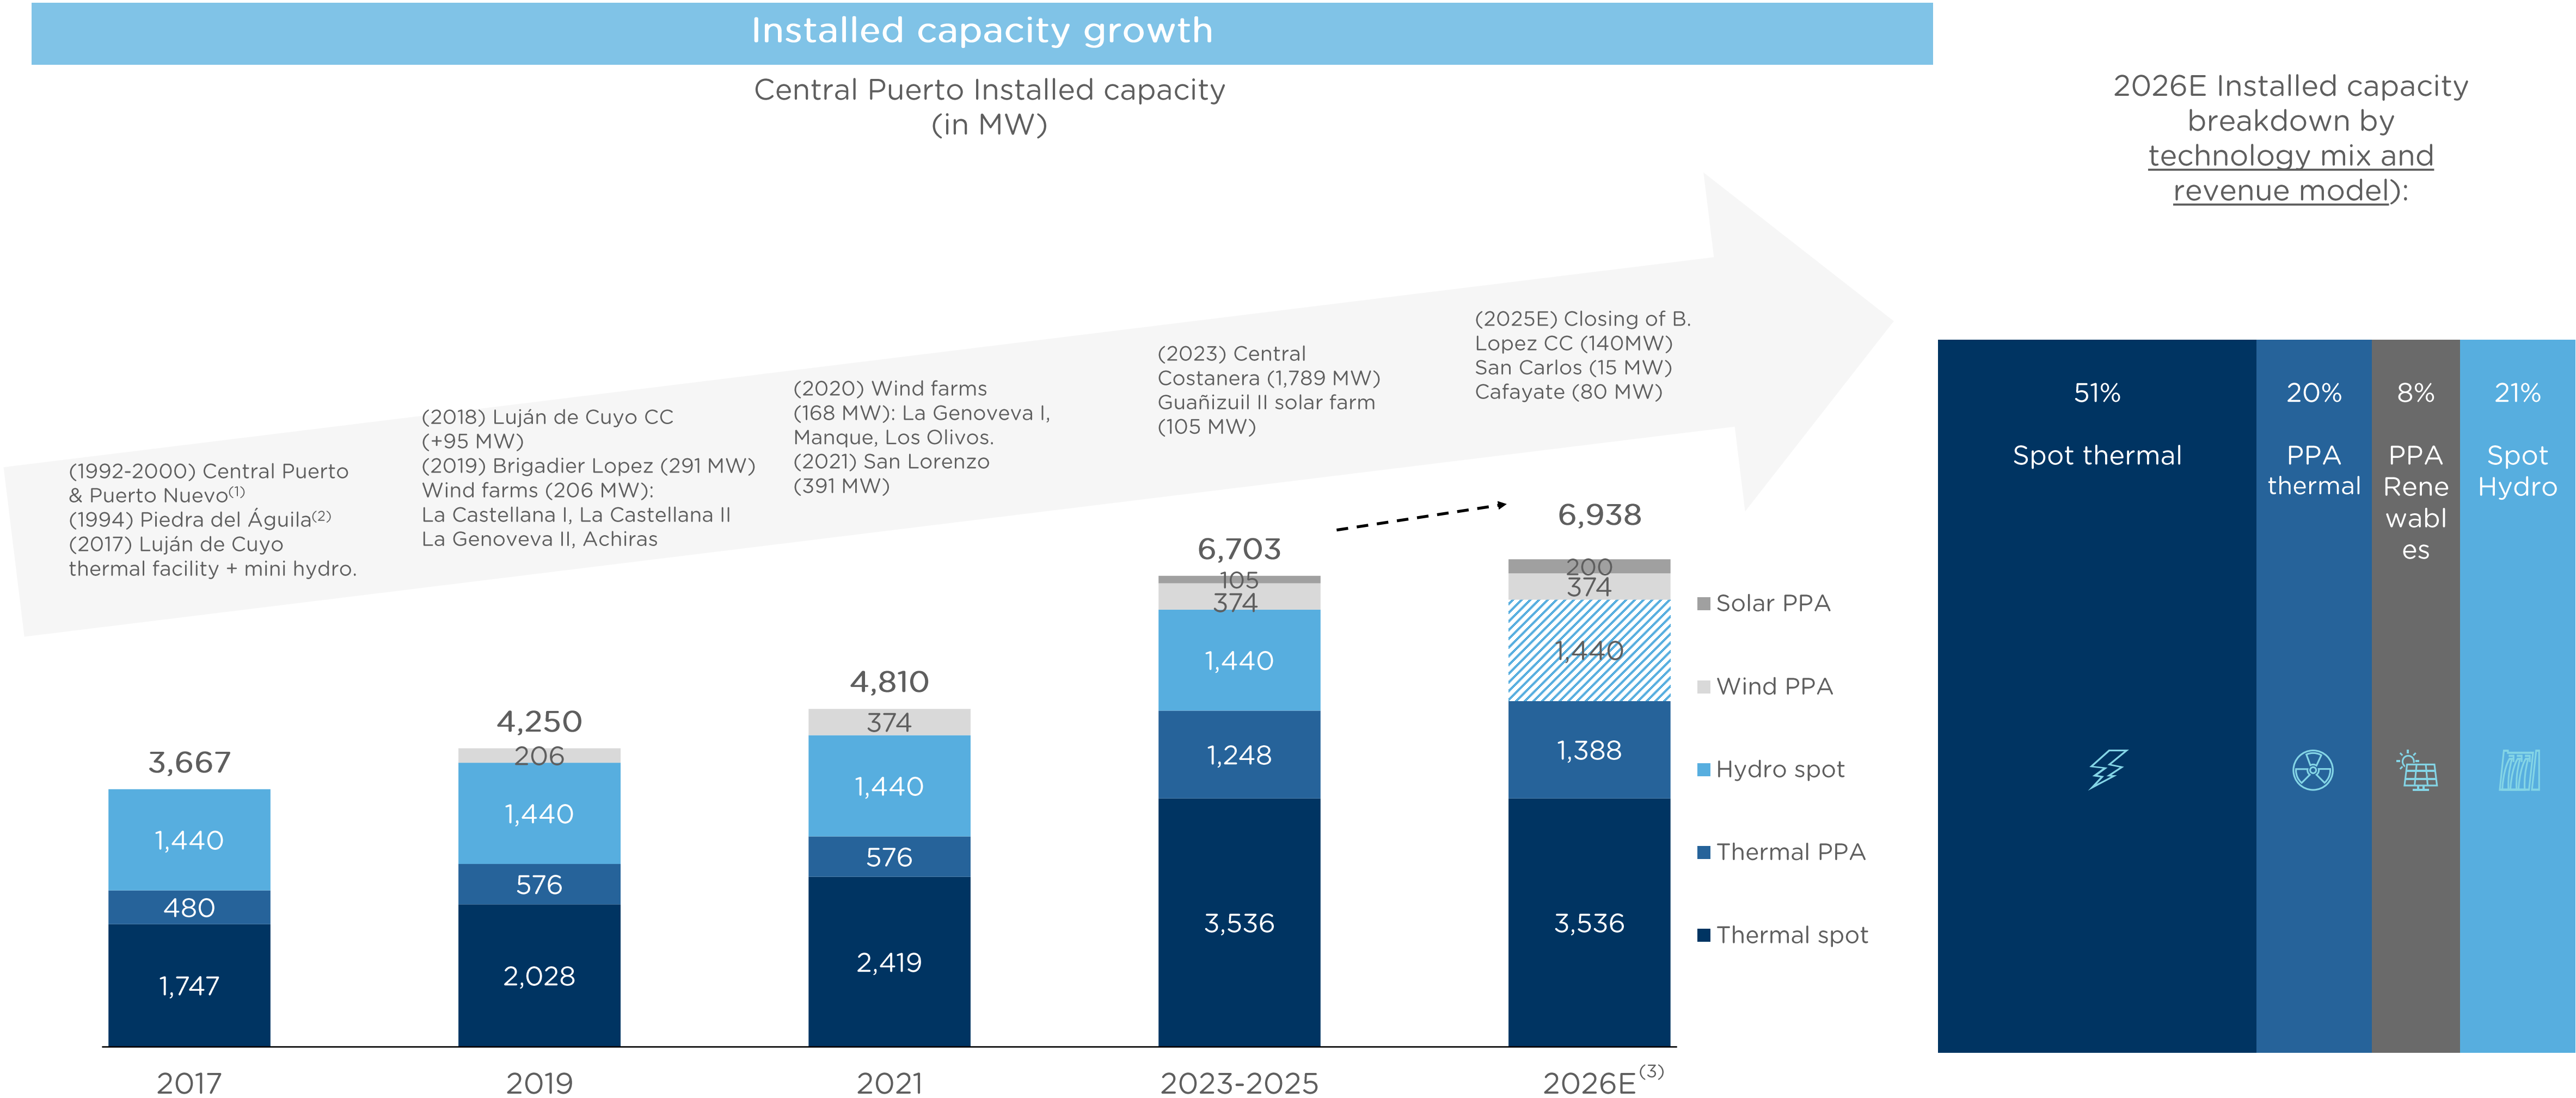 Installed capacity growth
Central Puerto Installed capacity
(in MW)
2026E Installed capacity
breakdown by
technology mix and
revenue model):
(1992-2000) Central Puerto
& Puerto Nuevo(1)
(1994) Piedra del Águila(2)
(2017) Luján de Cuyo
thermal facility + mini hydro.
(2018) Luján de Cuyo CC
(+95 MW)
(2019) Brigadier Lopez (291 MW)
Wind farms (206 MW):
La Castellana I, La Castellana II
La Genoveva II, Achiras
(2020) Wind farms
(168 MW): La Genoveva I,
Manque, Los Olivos.
(2021) San Lorenzo
(391 MW)
(2023) Central
Costanera (1,789 MW)
Guañizuil II solar farm
(105 MW)
(2025E) Closing of B.
Lopez CC (140MW)
San Carlos (15 MW)
Cafayate (80 MW)
3,667
1,440
480
1,747
4,250
206
1,440
576
2,028
4,810
374
1,440
576
2,419
6,703
105
374
1,440
1,248
3,536
6,938
200
374
1,440
1,388
3,536
2017
2019
2021
2023-2025
2026E(3)
Solar PPA
Wind PPA
Hydro spot
Thermal PPA
Thermal spot
51%
Spot thermal
20%
PPA
thermal
8%
PPA
Rene
wabl
es
21%
Spot
Hydro